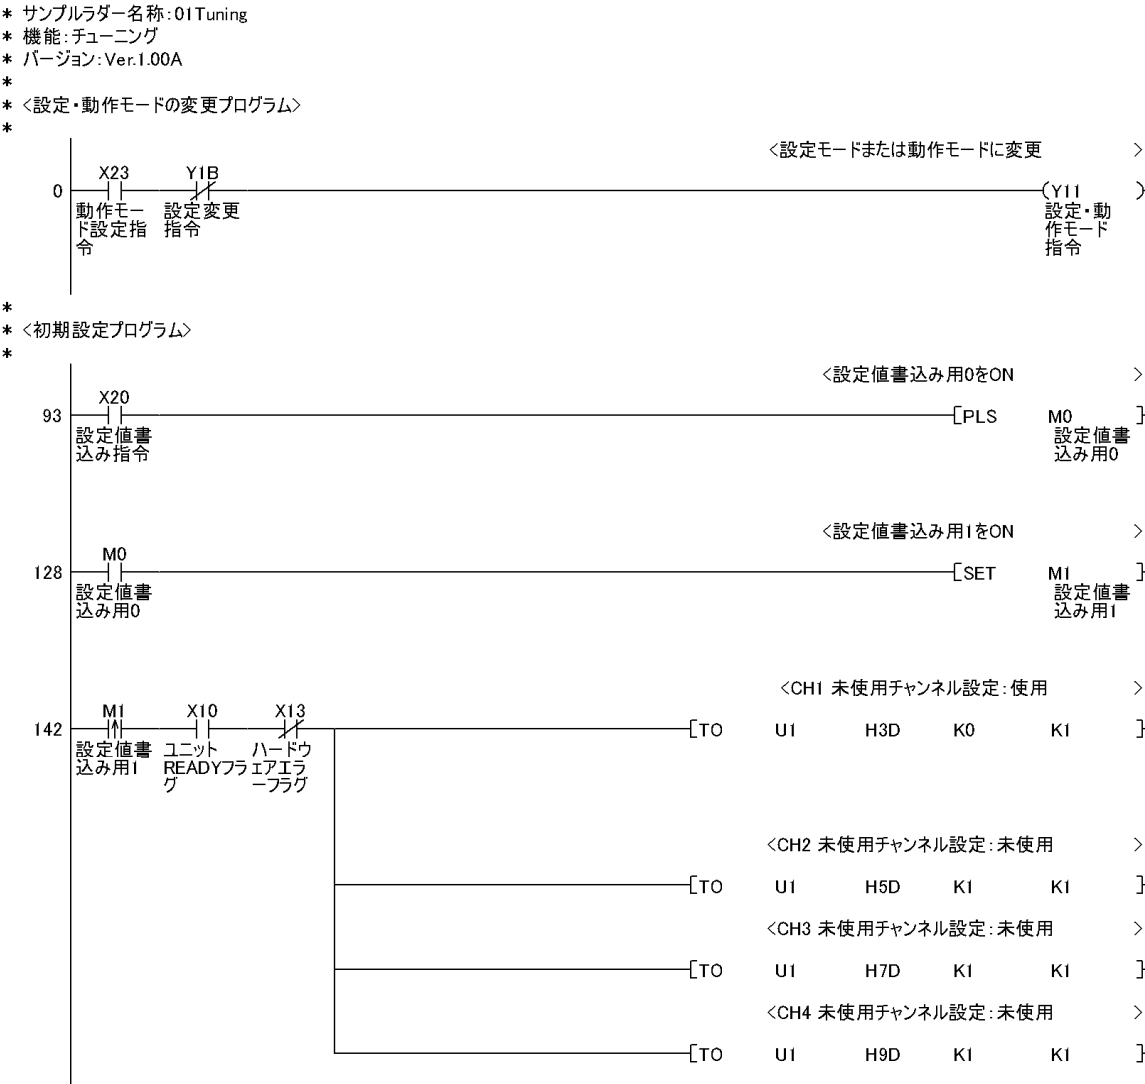 * サンプルラダー名称:01Tuning
* 機能:チューニング
* バージョン:Ver.1.00A
*
* <設定・動作モードの変更プログラム>
*
<設定モードまたは動作モードに変更 >
X23 Y1B
0 (Y11 )
動作モー 設定変更 設定・動
ド設定指 指令 作モード
令 指令
*
* <初期設定プログラム>
*
<設定値書込み用0をON >
X20
93 [PLS M0 ]
設定値書 設定値書
込み指令 込み用0
<設定値書込み用1をON >
M0
128 [SET M1 ]
設定値書 設定値書
込み用0 込み用1
<CH1 未使用チャンネル設定:使用 >
M1 X10 X13
142 [TO U1 H3D K0 K1 ]
設定値書 ユニット ハードウ
込み用1 READYフラ ェアエラ
グ ーフラグ
<CH2 未使用チャンネル設定:未使用 >
[TO U1 H5D K1 K1 ]
<CH3 未使用チャンネル設定:未使用 >
[TO U1 H7D K1 K1 ]
<CH4 未使用チャンネル設定:未使用 >
[TO U1 H9D K1 K1 ]